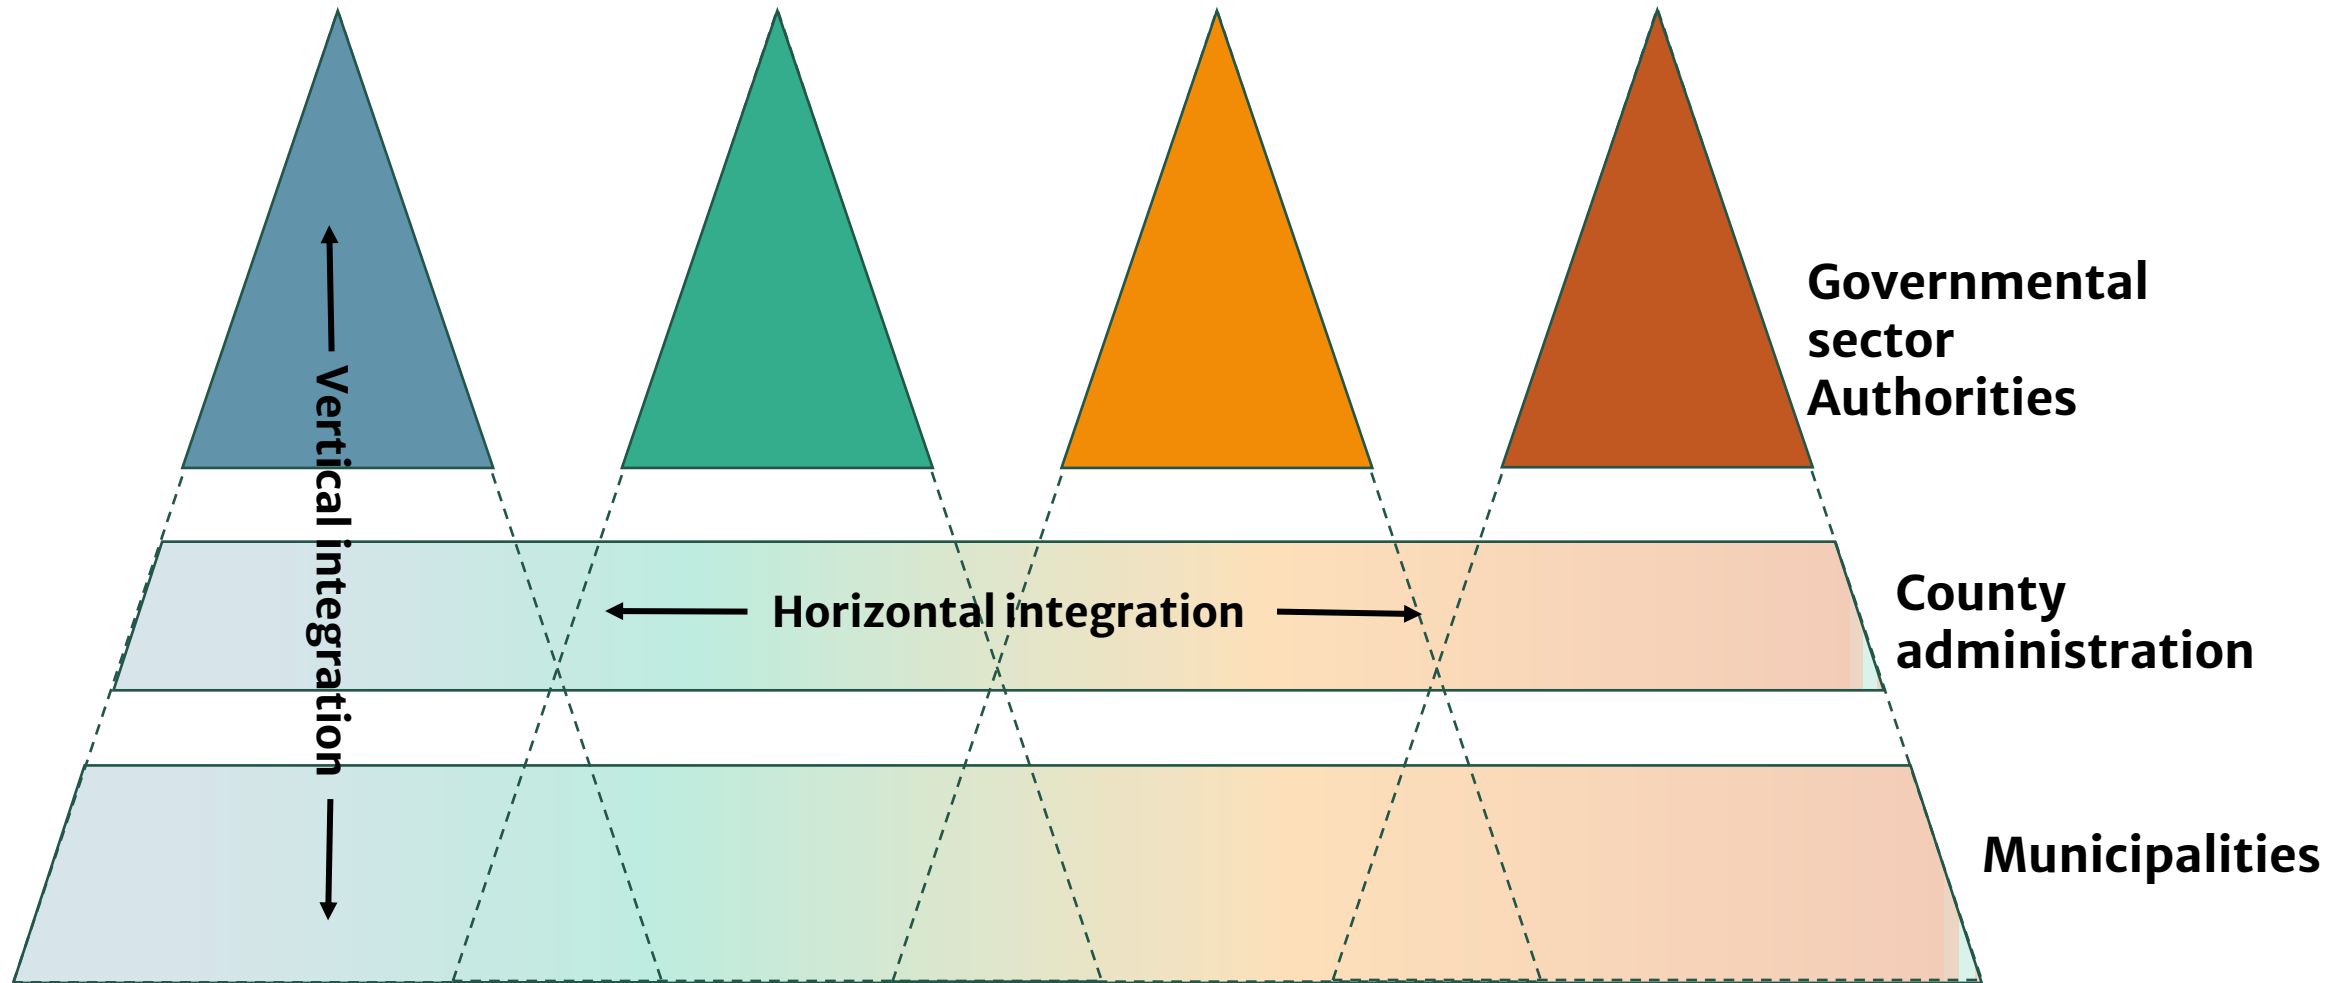 Governmental
sector
Authorities
Vertical integration
Horizontal integration
County
administration
Municipalities